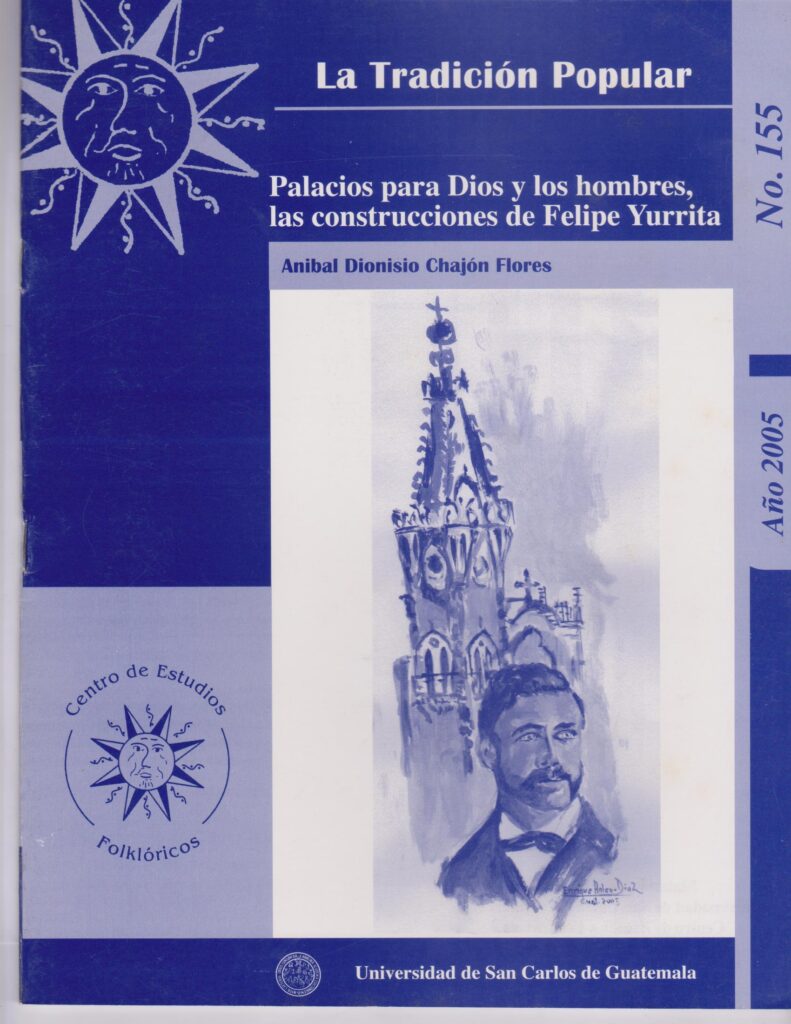 La Tradición Popular
Palacios para Dios y los hombres,
las construcciones de Felipe Yurrita
Anibal Dionisio Chajón Flores
No. 155
Año 2005
Centro de Estudios
Folklóricos
Universidad de San Carlos de Guatemala